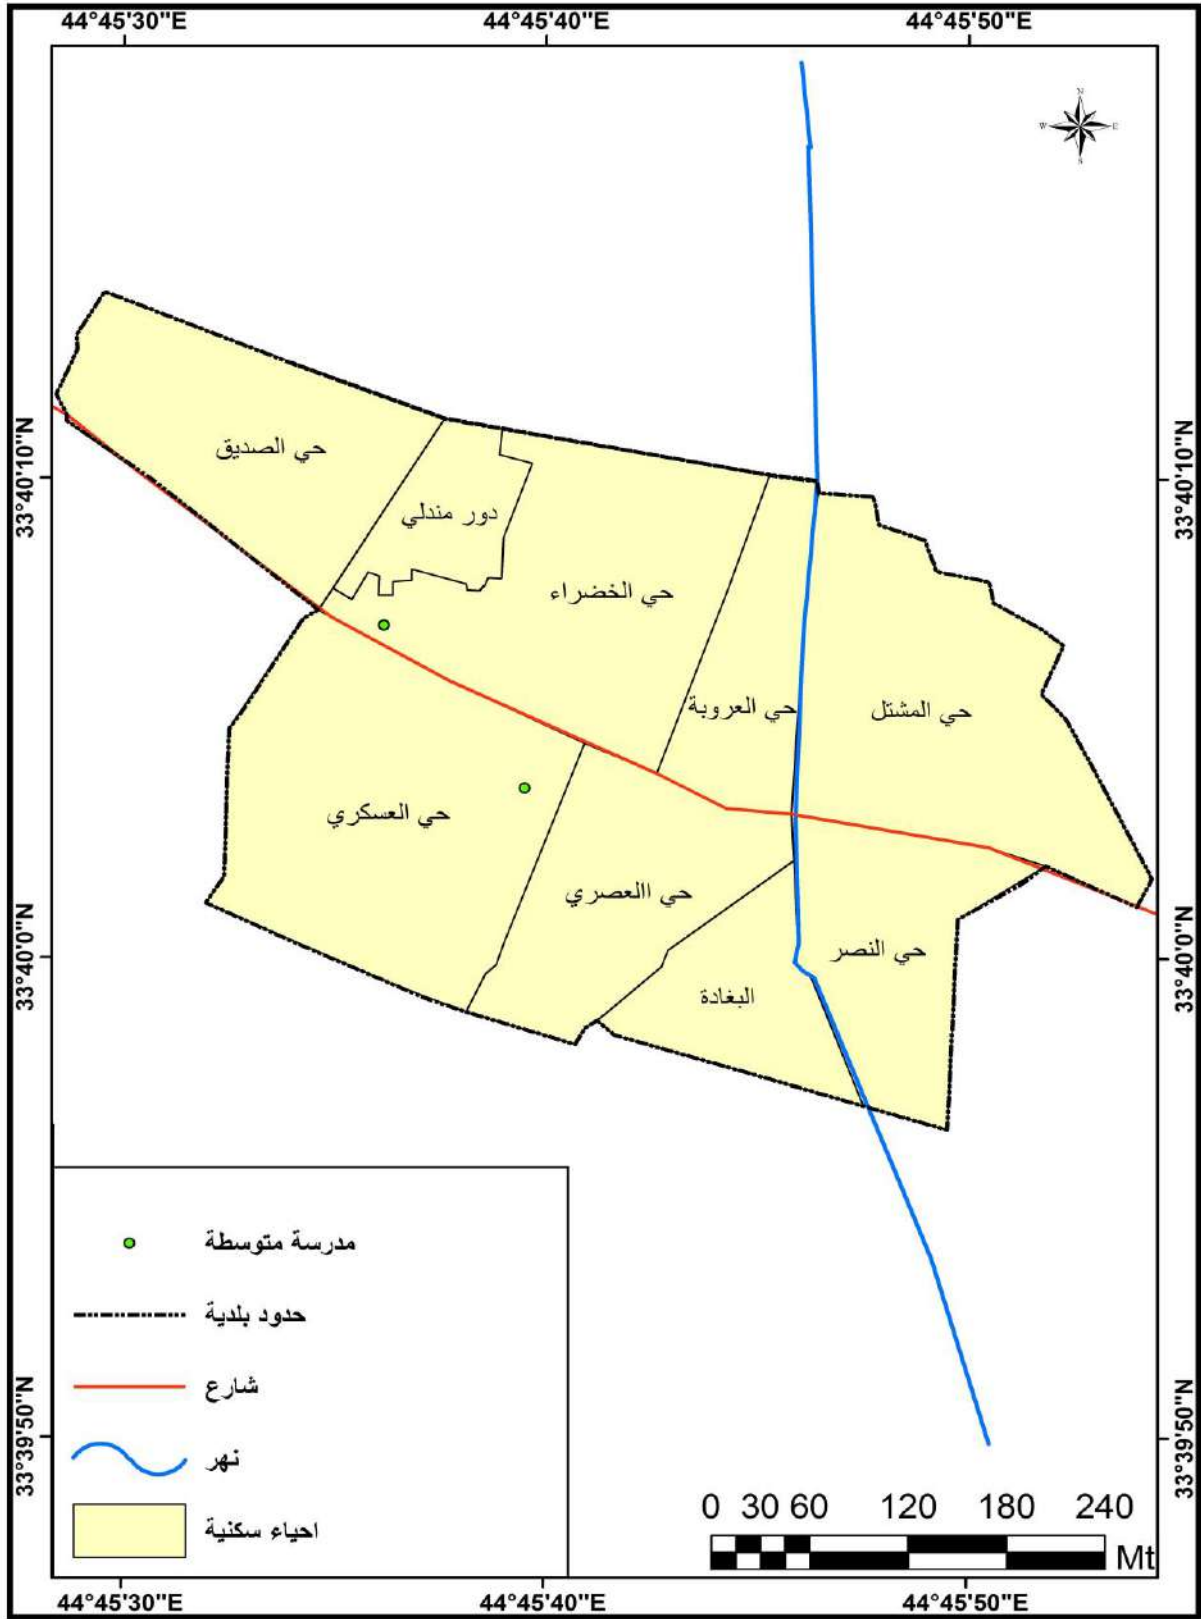 44°45'30"E 44°45'40"E 44°45'50"E
N
W E
S
33°40'10"N 33°40'10"N
حي الصديق
دور مندلي
حي الخضراء
حي العروبة
حي المشتل
حي العسكري
حي االعصري
حي النصر
البغادة
33°40'0"N 33°40'0"N
مدرسة متوسطة
حدود بلدية
شارع
نهر
احياء سكنية
33°39'50"N 33°39'50"N
0 30 60 120 180 240
Mt
44°45'30"E 44°45'40"E 44°45'50"E